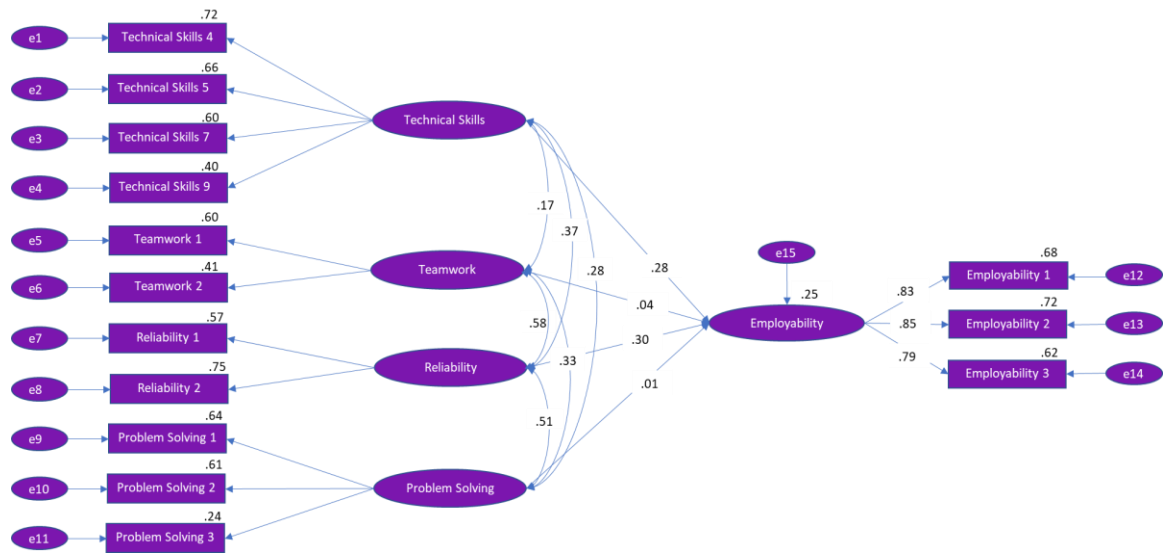 .72
e1 Technical Skills 4
.66
e2 Technical Skills 5
.60
e3 Technical Skills 7
.40
e4 Technical Skills 9
Technical Skills
.60
e5 Teamwork 1
.41
e6 Teamwork 2
Teamwork
.57
e7 Reliability 1
.75
e8 Reliability 2
Reliability
.64
e9 Problem Solving 1
.61
e10 Problem Solving 2
.24
e11 Problem Solving 3
Problem Solving
.17
.37
.28
.58
.33
.51
.28
.04
.30
.01
e15
.25
Employability
.83
.85
.79
.68
Employability 1 e12
.72
Employability 2 e13
.62
Employability 3 e14